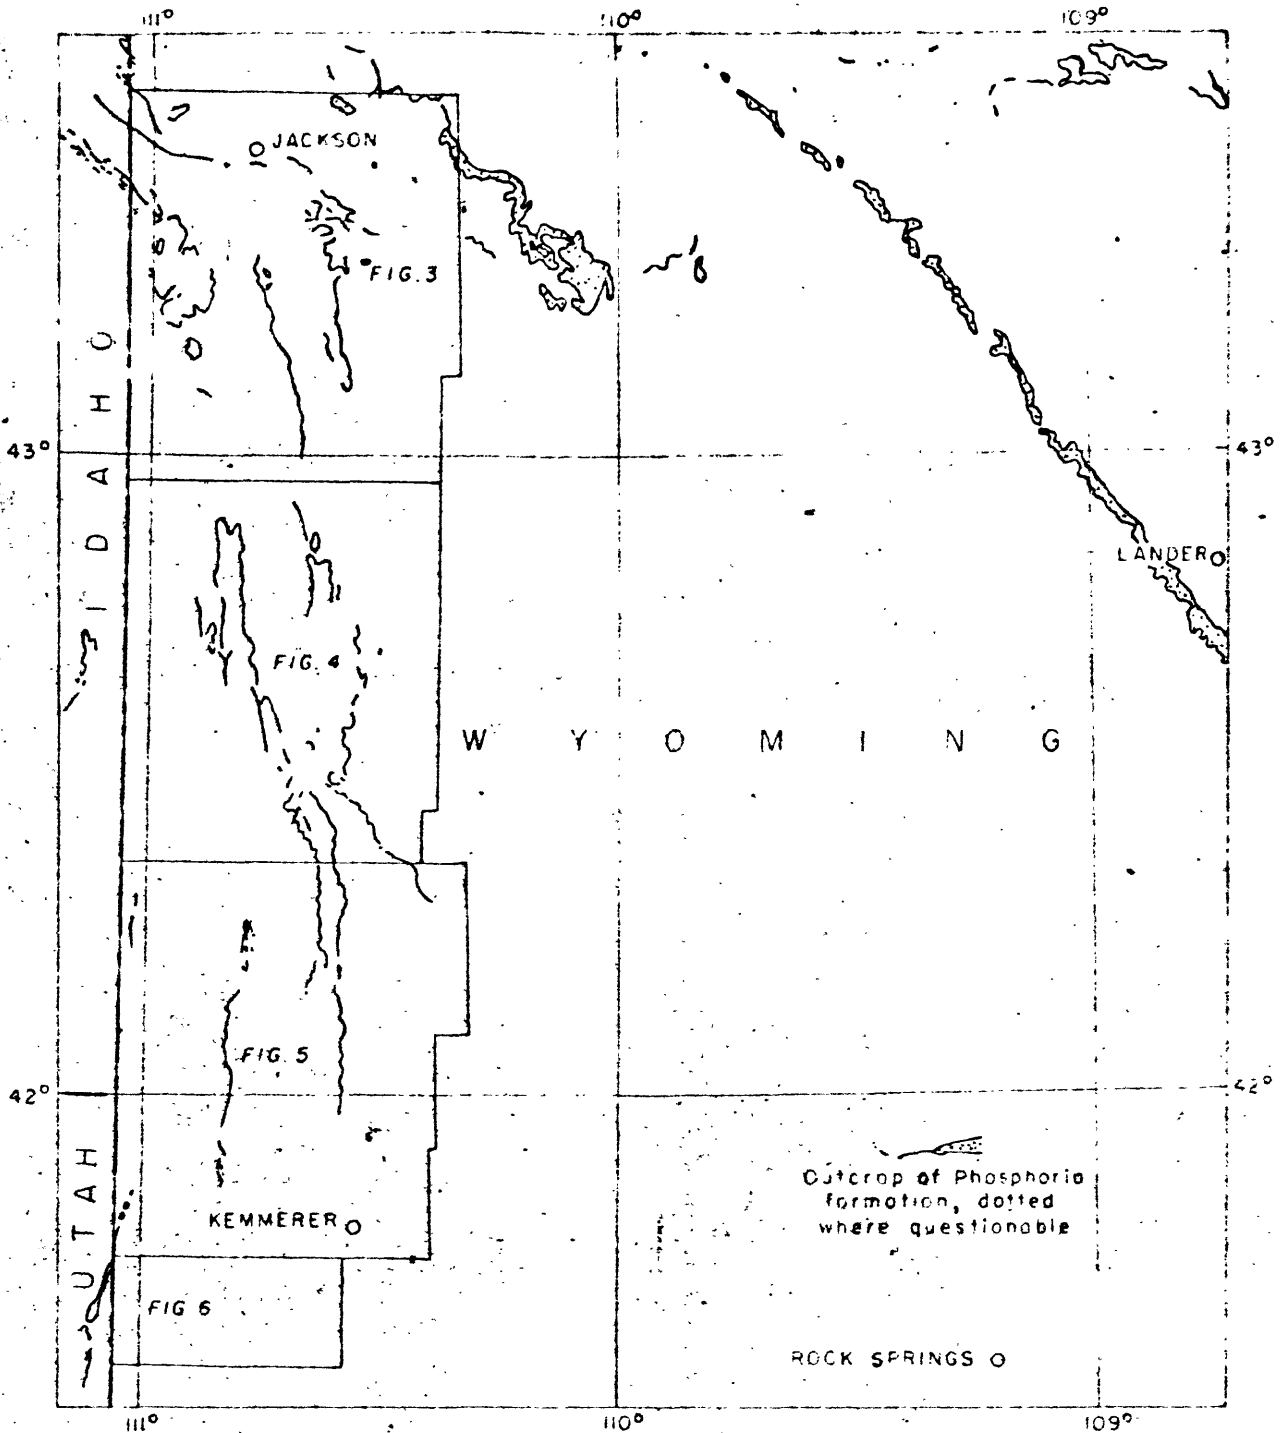 111° 110° 109°
JACKSON
FIG. 3
IDAHO
43° 43°
LANDER
FIG. 4
WYOMING
FIG. 5
42° 42°
UTAH
Outcrop of Phosphoria
formation, dotted
where questionable
KEMMERER
FIG 6
ROCK SPRINGS
111° 110° 109°